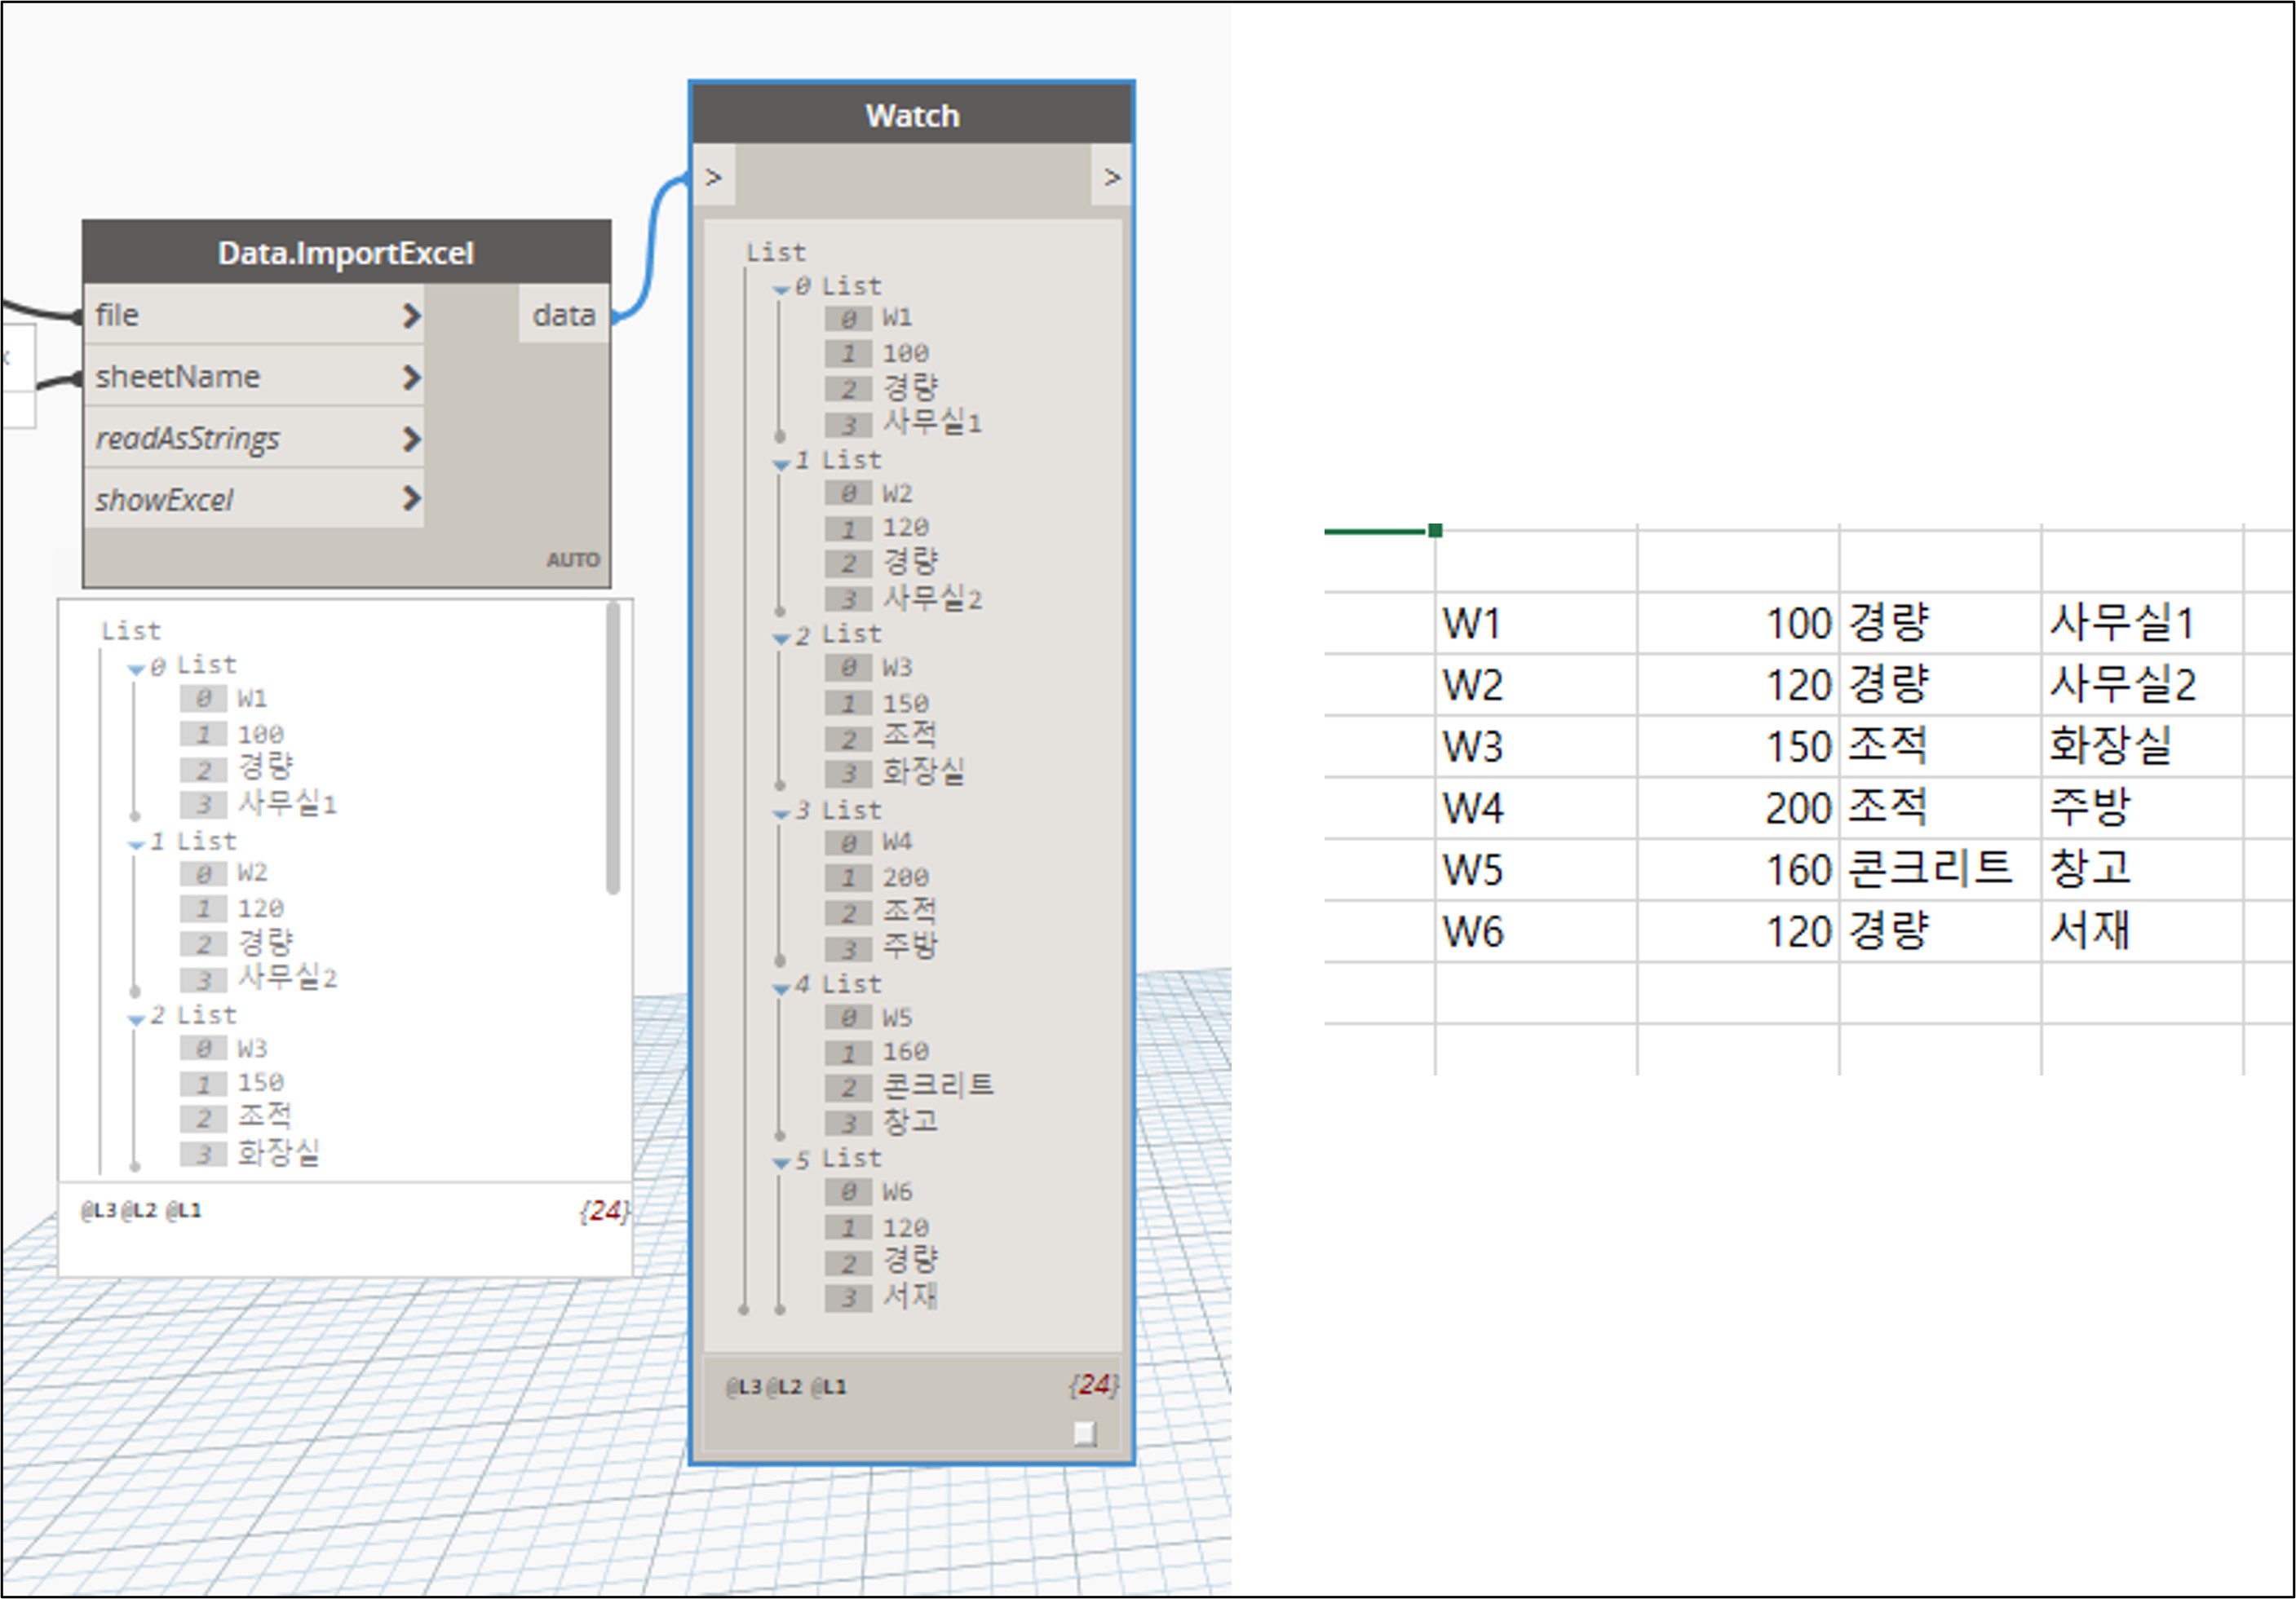 Data.ImportExcel
file >
data
sheetName >
readAsStrings >
showExcel >
AUTO
List
0 List
0 W1
1 100
2 경량
3 사무실1
1 List
0 W2
1 120
2 경량
3 사무실2
2 List
0 W3
1 150
2 조적
3 화장실
@L3 @L2 @L1 {24}
Watch
> >
List
0 List
0 W1
1 100
2 경량
3 사무실1
1 List
0 W2
1 120
2 경량
3 사무실2
2 List
0 W3
1 150
2 조적
3 화장실
3 List
0 W4
1 200
2 조적
3 주방
4 List
0 W5
1 160
2 콘크리트
3 창고
5 List
0 W6
1 120
2 경량
3 서재
@L3 @L2 @L1 {24}
W1 100 경량 사무실1
W2 120 경량 사무실2
W3 150 조적 화장실
W4 200 조적 주방
W5 160 콘크리트 창고
W6 120 경량 서재